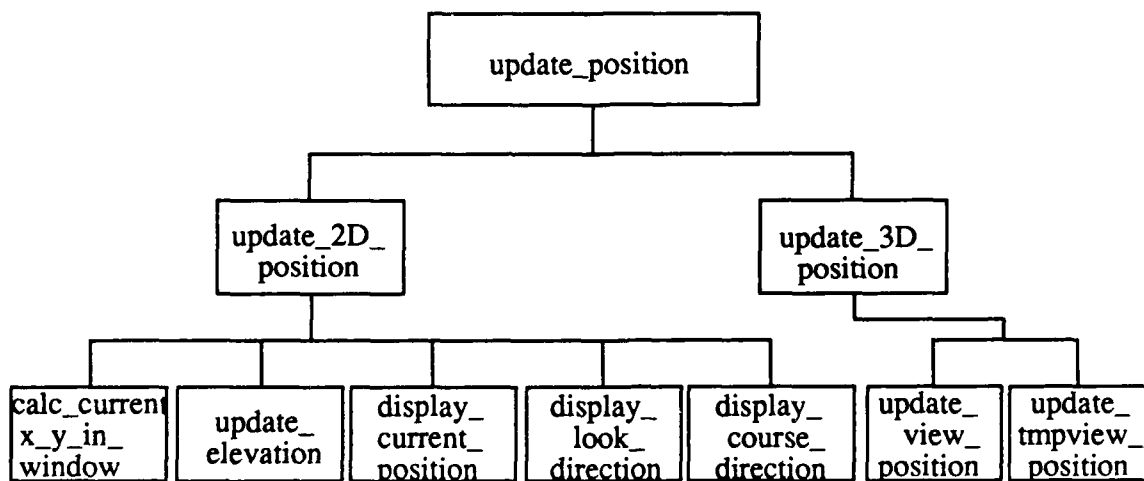 update_position
update_2D_
position
update_3D_
position
calc_current
x_y_in_
window
update_
elevation
display_
current_
position
display_
look_
direction
display_
course_
direction
update_
view_
position
update_
tmpview_
position